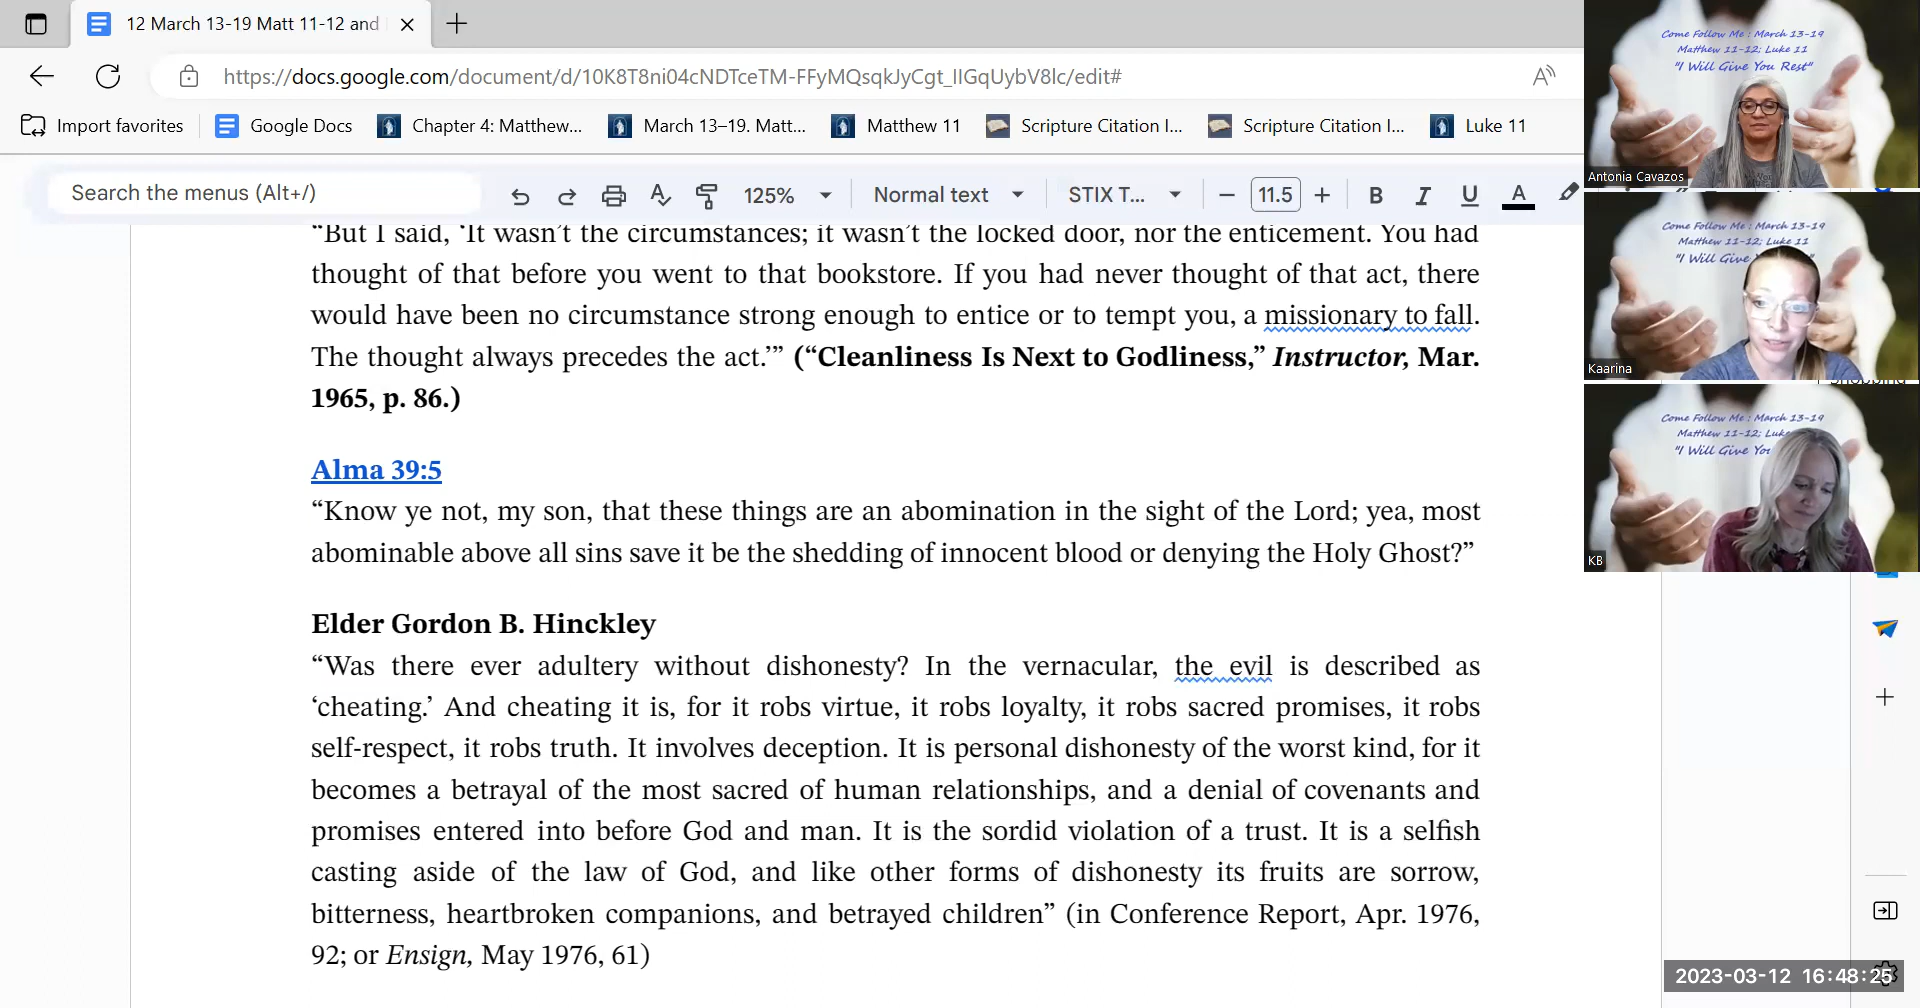 12 March 13-19 Matt 11-12 and
https://docs.google.com/document/d/10K8T8ni04cNDTceTM-FFyMQsqkJyCgt_IIGqUybV8lc/edit#
Import favorites
Google Docs
Chapter 4: Matthew...
March 13–19. Matt...
Matthew 11
Scripture Citation I...
Scripture Citation I...
Luke 11
Search the menus (Alt+/)
125%
Normal text
STIX T...
11.5
B
I
U
A
“But I said, ‘It wasn’t the circumstances; it wasn’t the locked door, nor the enticement. You had
thought of that before you went to that bookstore. If you had never thought of that act, there
would have been no circumstance strong enough to entice or to tempt you, a missionary to fall.
The thought always precedes the act.’” (“Cleanliness Is Next to Godliness,” Instructor, Mar.
1965, p. 86.)
Alma 39:5
“Know ye not, my son, that these things are an abomination in the sight of the Lord; yea, most
abominable above all sins save it be the shedding of innocent blood or denying the Holy Ghost?”
Elder Gordon B. Hinckley
“Was there ever adultery without dishonesty? In the vernacular, the evil is described as
‘cheating.’ And cheating it is, for it robs virtue, it robs loyalty, it robs sacred promises, it robs
self-respect, it robs truth. It involves deception. It is personal dishonesty of the worst kind, for it
becomes a betrayal of the most sacred of human relationships, and a denial of covenants and
promises entered into before God and man. It is the sordid violation of a trust. It is a selfish
casting aside of the law of God, and like other forms of dishonesty its fruits are sorrow,
bitterness, heartbroken companions, and betrayed children” (in Conference Report, Apr. 1976,
92; or Ensign, May 1976, 61)
Come Follow Me : March 13-19
Matthew 11-12; Luke 11
"I Will Give You Rest"
Antonia Cavazos
Come Follow Me : March 13-19
Matthew 11-12; Luke 11
"I Will Give
Kaarina
Come Follow Me : March 13-19
Matthew 11-12; Luke
"I Will Give You
KB
2023-03-12 16:48:25